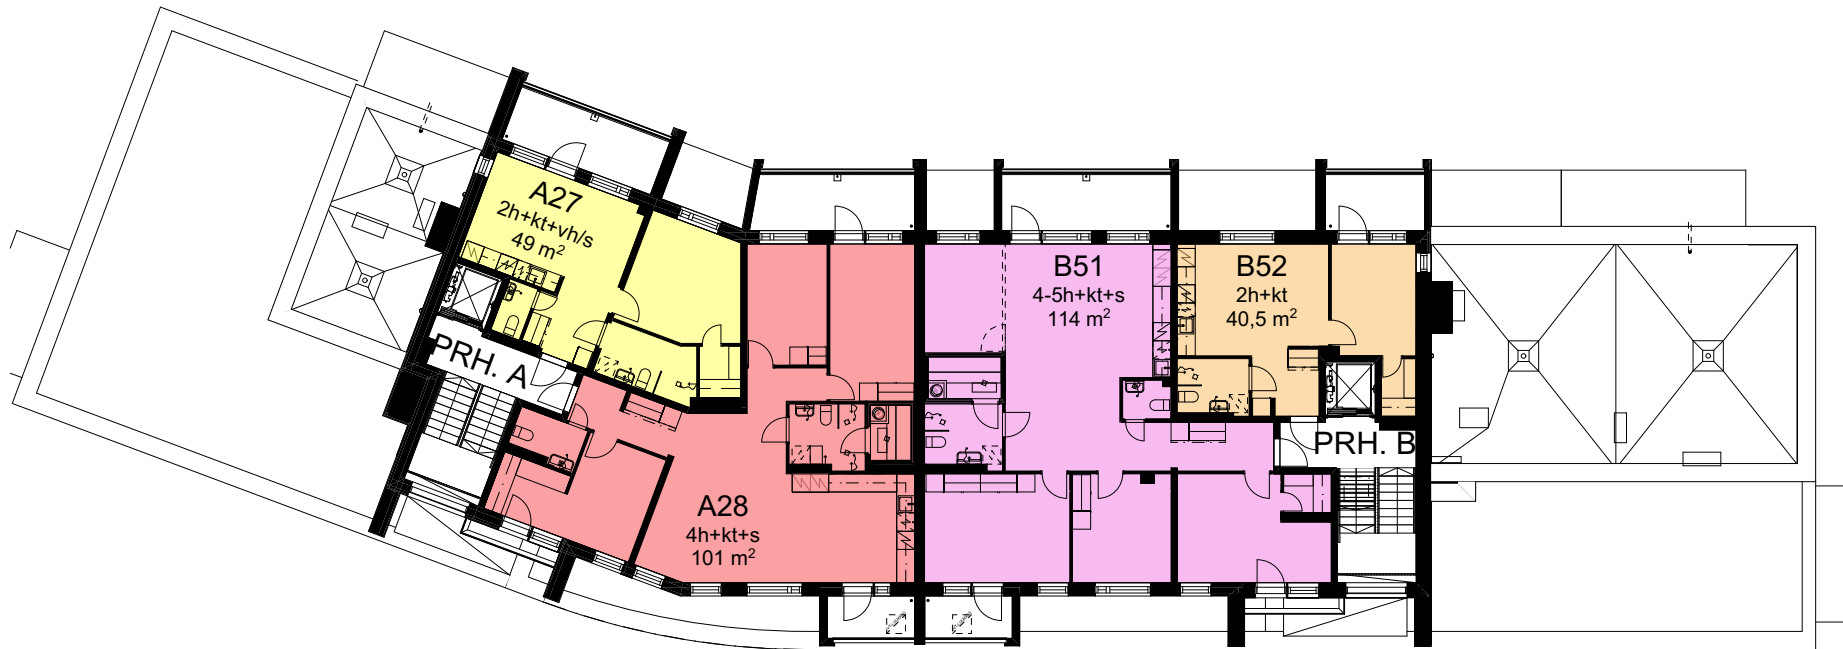 A27
2h+kt+vh/s
49 m²
PRH. A
A28
4h+kt+s
101 m²
B51
4-5h+kt+s
114 m²
B52
2h+kt
40,5 m²
PRH. B